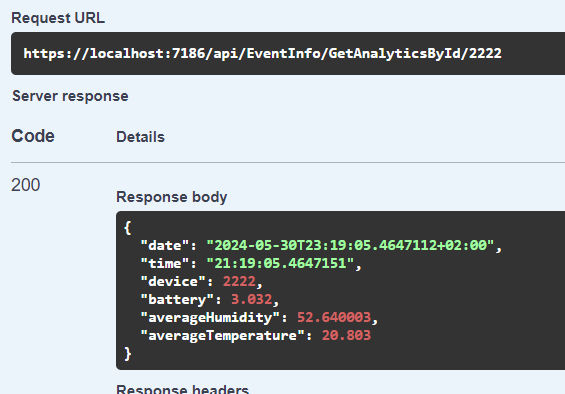 Request URL
https://localhost:7186/api/EventInfo/GetAnalyticsById/2222
Server response
Code Details
200
Response body
{
"date": "2024-05-30T23:19:05.4647112+02:00",
"time": "21:19:05.4647151",
"device": 2222,
"battery": 3.032,
"averageHumidity": 52.640003,
"averageTemperature": 20.803
}
Response headers